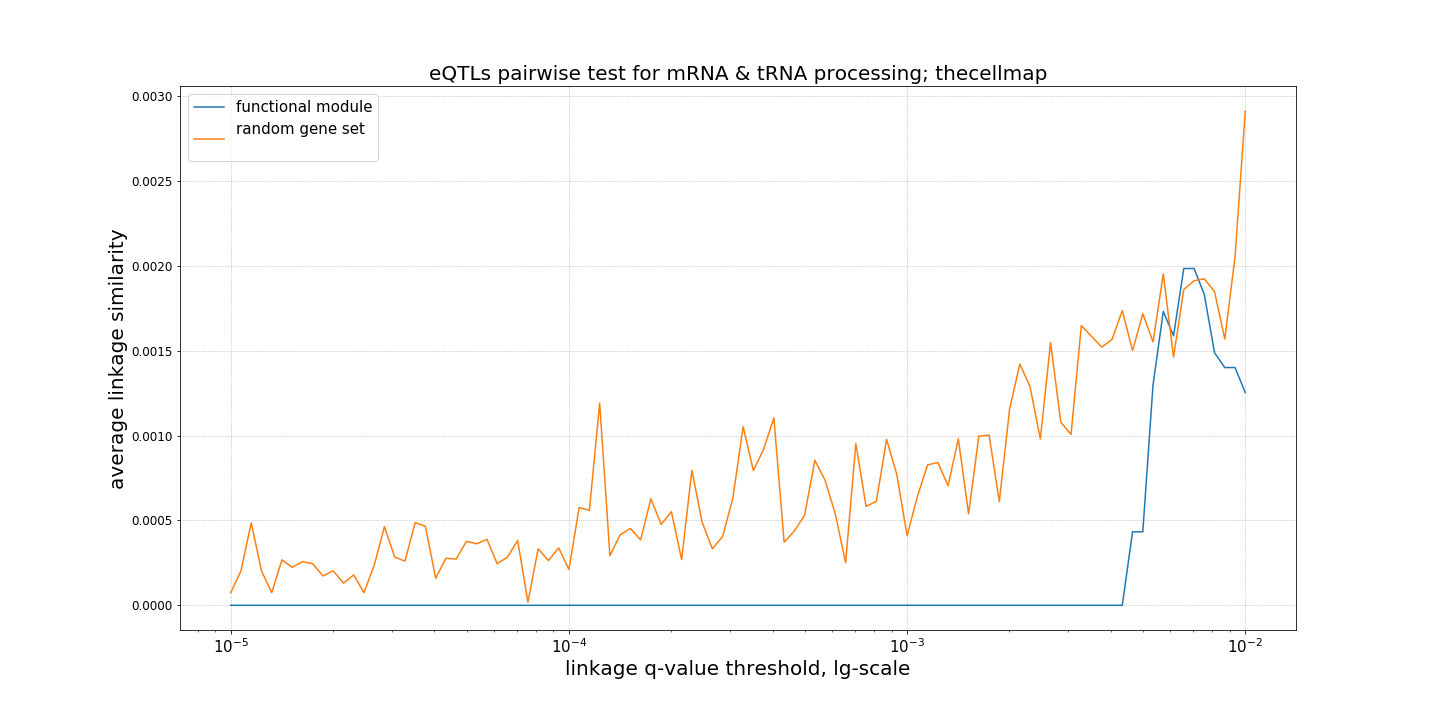 eQTLs pairwise test for mRNA & tRNA processing; thecellmap
functional module
random gene set
average linkage similarity
0.0030
0.0025
0.0020
0.0015
0.0010
0.0005
0.0000
10⁻⁵ 10⁻⁴ 10⁻³ 10⁻²
linkage q-value threshold, lg-scale